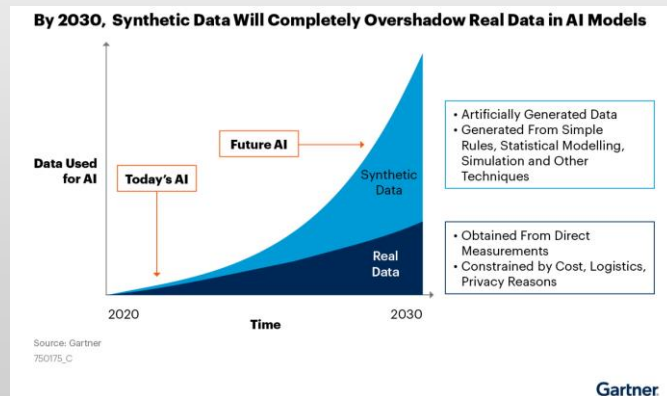 By 2030, Synthetic Data Will Completely Overshadow Real Data in AI Models
Data Used
for AI
Today's AI
Future AI
Synthetic
Data
Real
Data
2020
2030
Time
• Artificially Generated Data
• Generated From Simple
Rules, Statistical Modelling,
Simulation and Other
Techniques
• Obtained From Direct
Measurements
• Constrained by Cost, Logistics,
Privacy Reasons
Source: Gartner
750175_C
Gartner